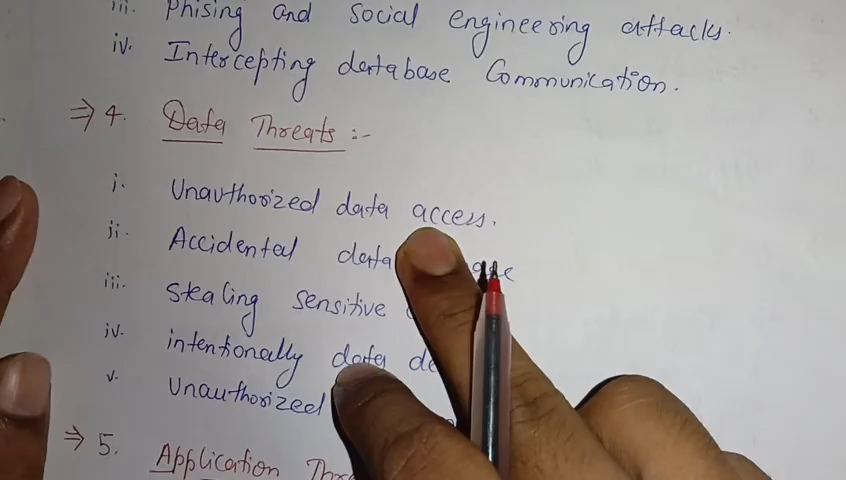 iii. Phising and social engineering attacks.
iv. Intercepting database Communication.
⇒ 4. Data Threats :-
i. Unauthorized data access.
ii. Accidental data
iii. stealing sensitive
iv. intentionally data
v. Unauthorized
⇒ 5. Application